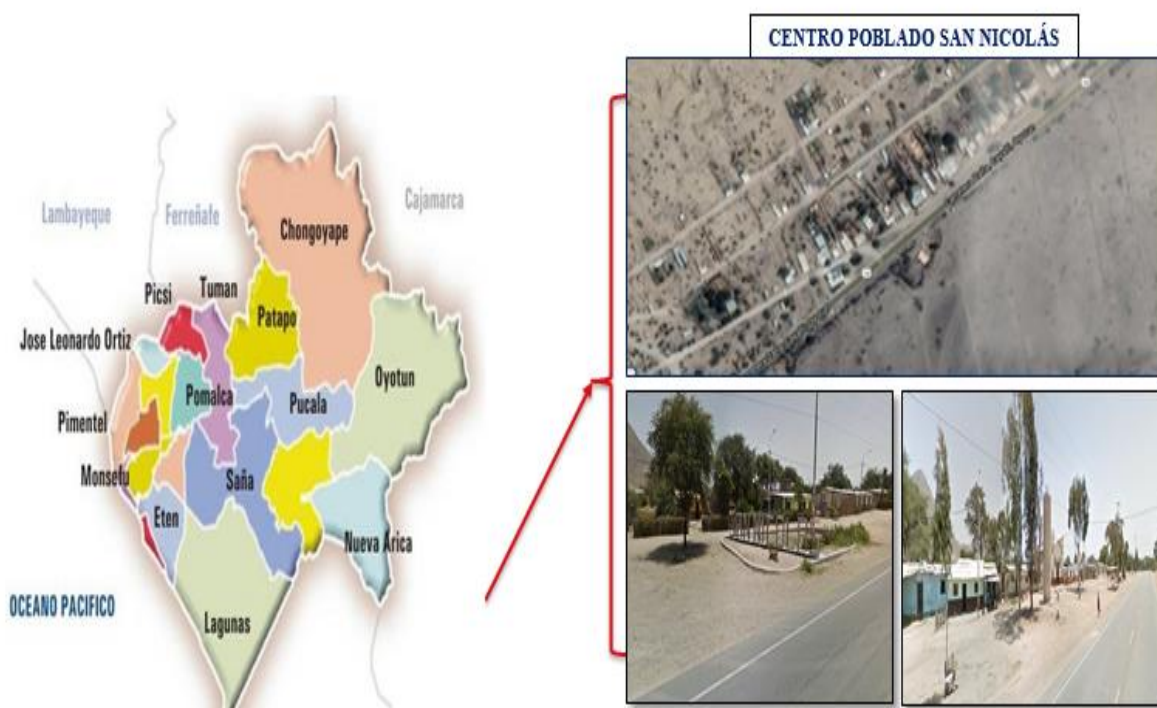 CENTRO POBLADO SAN NICOLÁS
Lambayeque
Ferreñafe
Cajamarca
Chongoyape
Picsi
Tuman
Patapo
Jose Leonardo Ortiz
Oyotun
Pomalca
Pucala
Pimentel
Monsefu
Saña
Eten
Nueva Arica
OCEANO PACIFICO
Lagunas